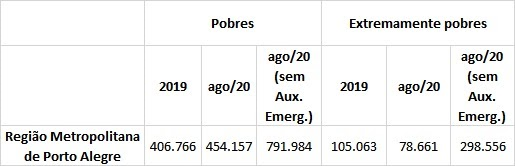 Pobres Extremamente pobres
2019 ago/20 ago/20 (sem Aux. Emerg.) 2019 ago/20 ago/20 (sem Aux. Emerg.)
Região Metropolitana
de Porto Alegre 406.766 454.157 791.984 105.063 78.661 298.556